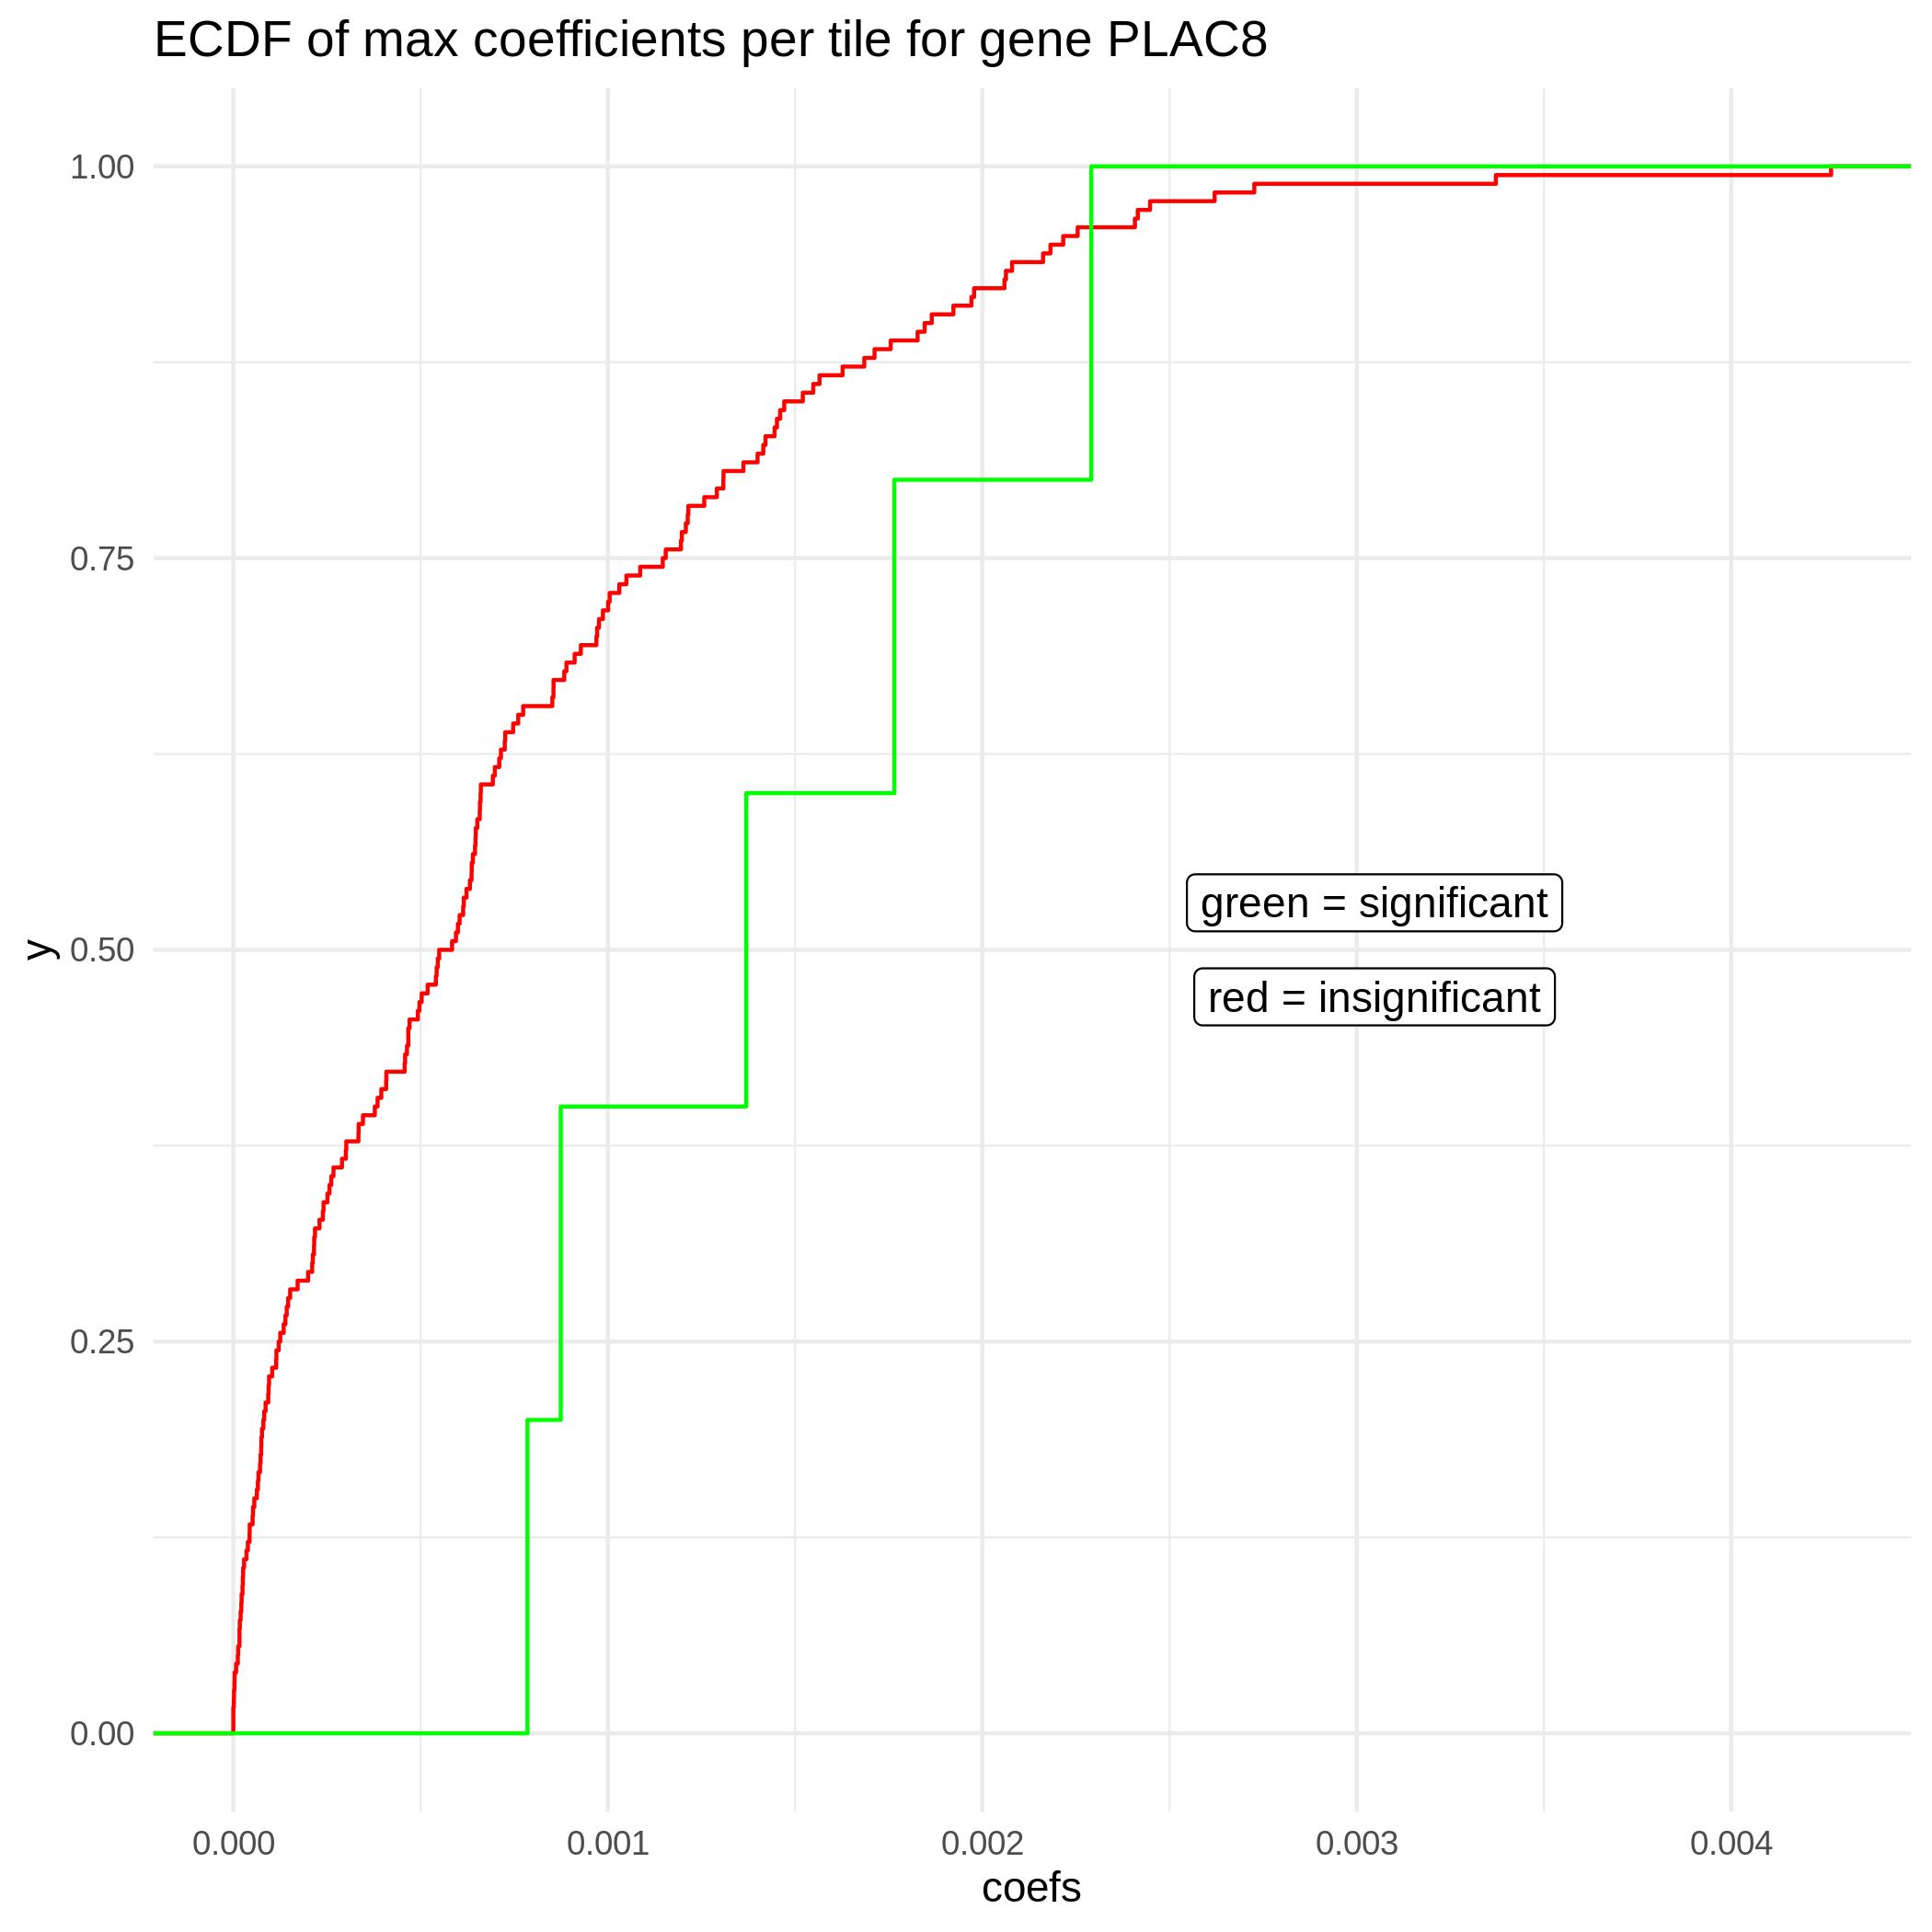 ECDF of max coefficients per tile for gene PLAC8
1.00
0.75
0.50
0.25
0.00
y
green = significant
red = insignificant
0.000 0.001 0.002 0.003 0.004
coefs